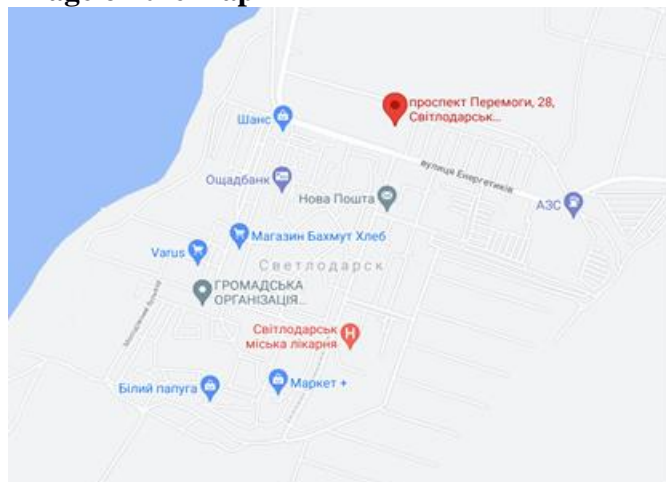 проспект Перемоги, 28,
Світлодарськ...
Шанс
вулиця Енергетиків
Ощадбанк
Нова Пошта
АЗС
Магазин Бахмут Хлеб
Varus
Светлодарск
ГРОМАДСЬКА
ОРГАНІЗАЦІЯ...
Світлодарськ
міська лікарня
Білий папуга
Маркет +